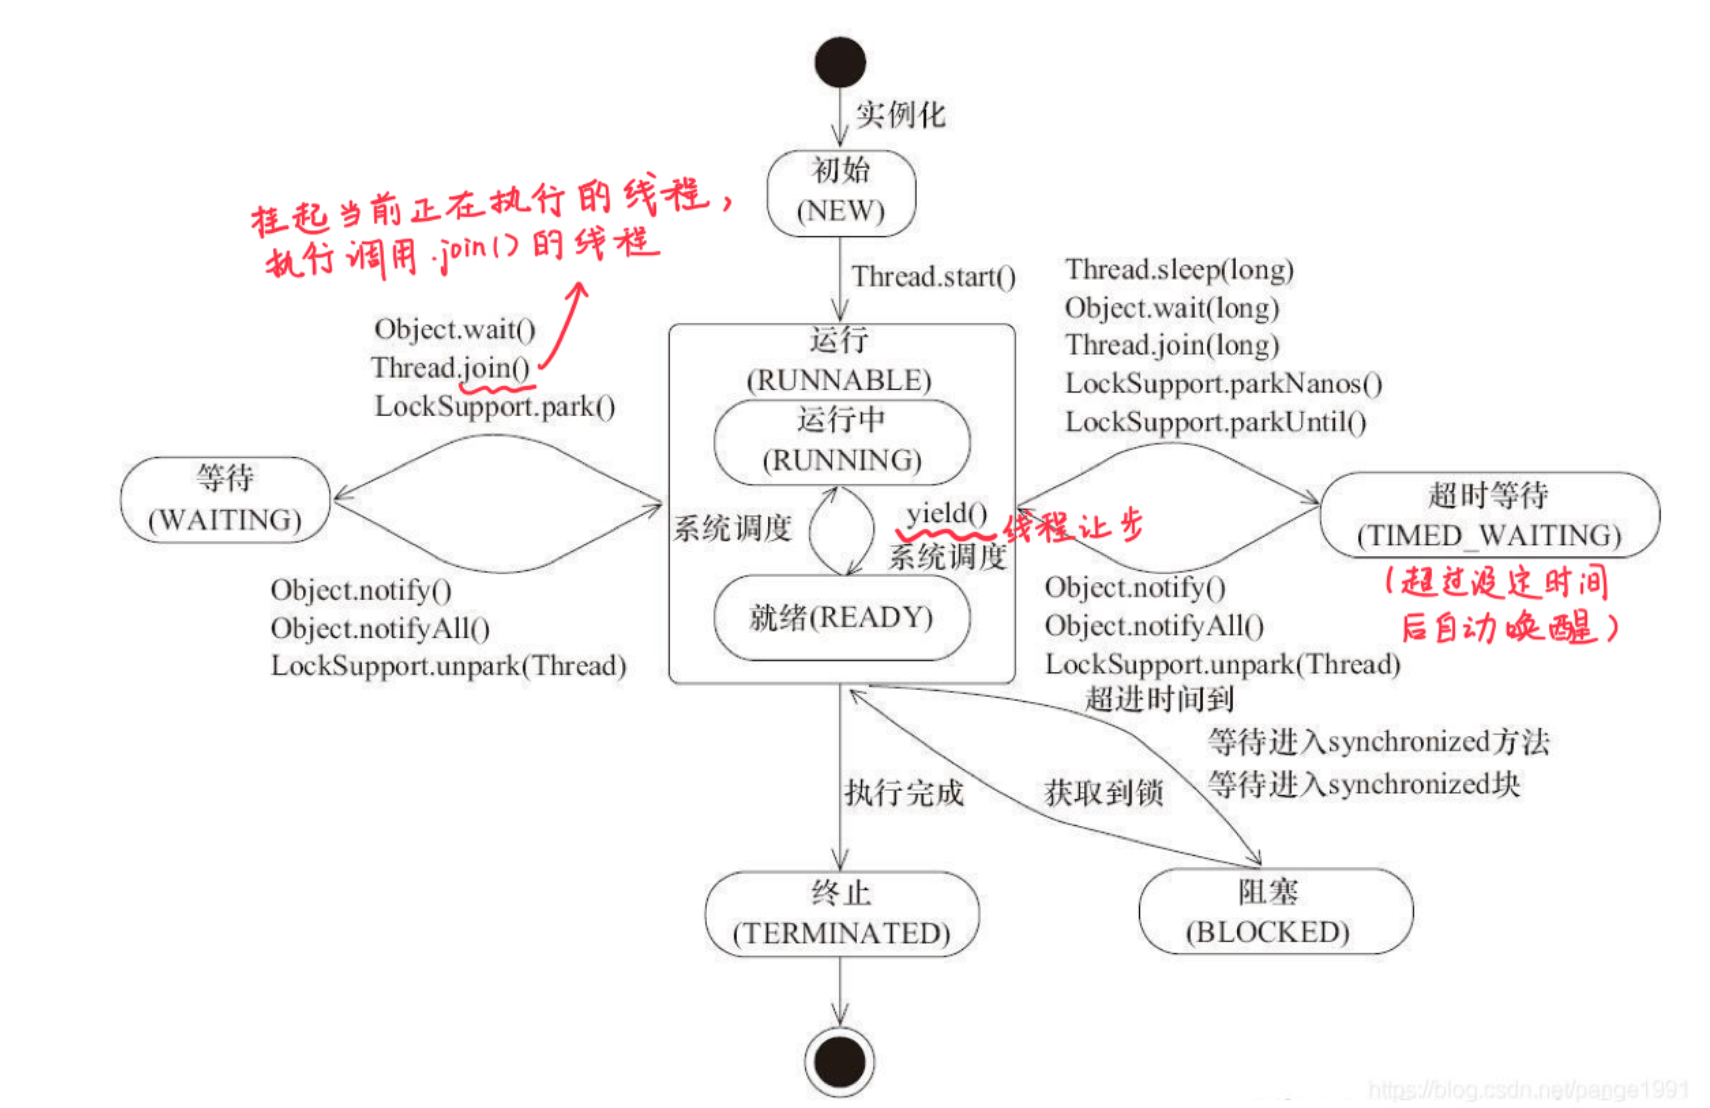 实例化
初始
(NEW)
挂起当前正在执行的线程,
执行调用.join()的线程
Thread.start()
Thread.sleep(long)
Object.wait(long)
Thread.join(long)
LockSupport.parkNanos()
LockSupport.parkUntil()
Object.wait()
Thread.join()
LockSupport.park()
运行
(RUNNABLE)
运行中
(RUNNING)
等待
(WAITING)
超时等待
(TIMED_WAITING)
系统调度
yield()
线程让步
系统调度
(超过设定时间
后自动唤醒)
就绪(READY)
Object.notify()
Object.notifyAll()
LockSupport.unpark(Thread)
Object.notify()
Object.notifyAll()
LockSupport.unpark(Thread)
超进时间到
等待进入synchronized方法
等待进入synchronized块
执行完成
获取到锁
终止
(TERMINATED)
阻塞
(BLOCKED)
https://blog.csdn.net/pange1991